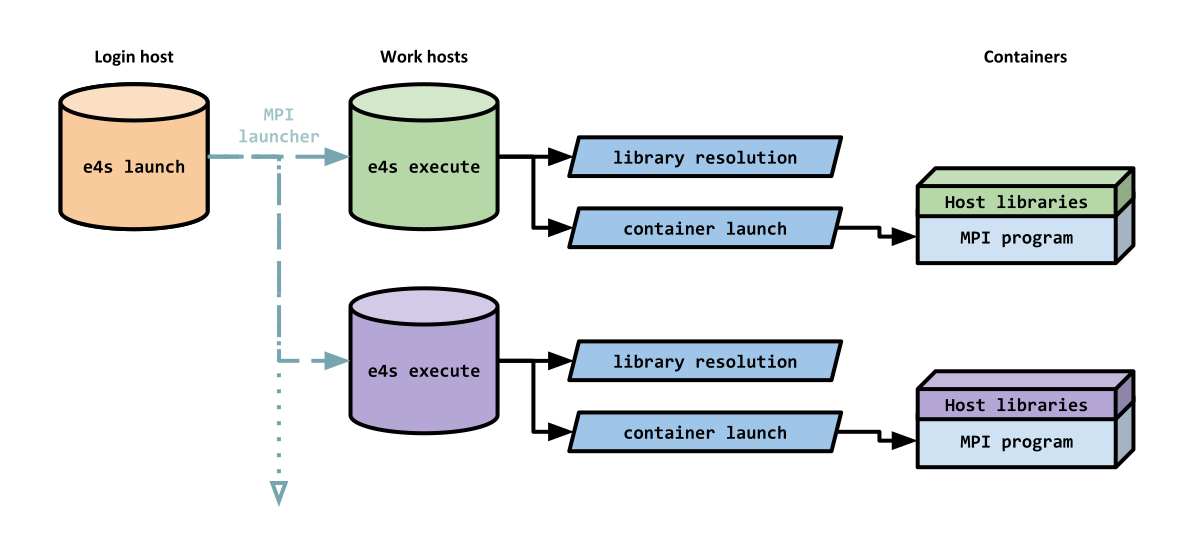 Login host
Work hosts
Containers
MPI
launcher
e4s launch
e4s execute
library resolution
container launch
Host libraries
MPI program
e4s execute
library resolution
container launch
Host libraries
MPI program